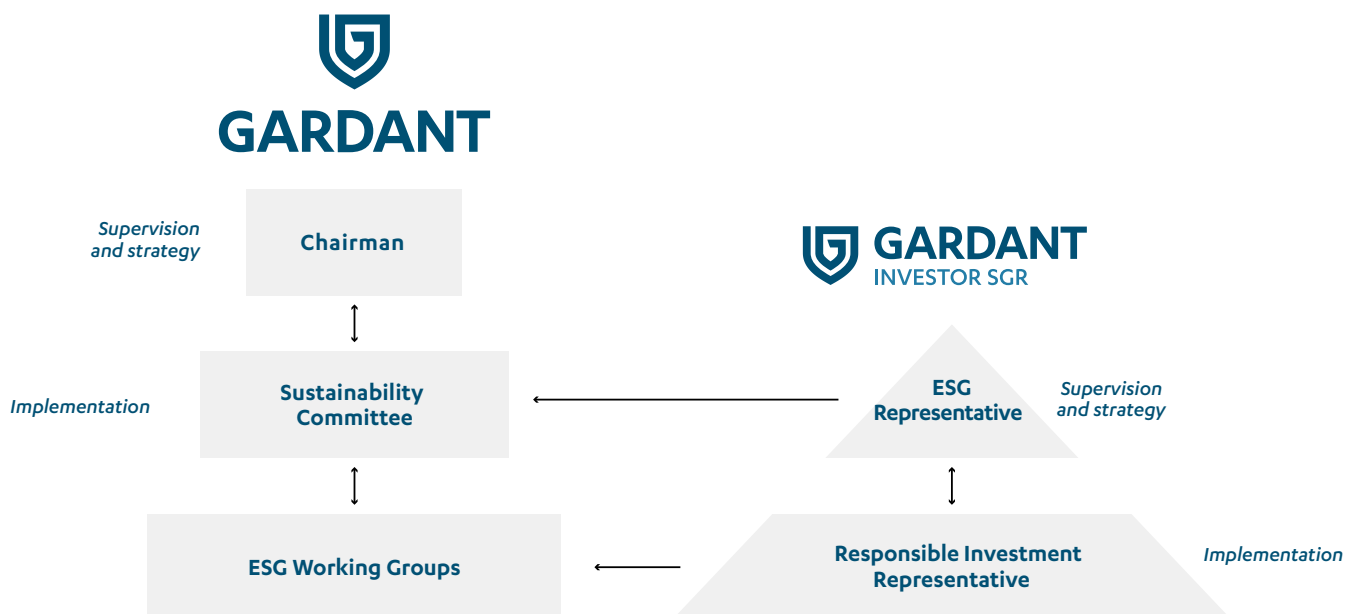 GARDANT
Supervision
and strategy
Chairman
GARDANT
INVESTOR SGR
Implementation
Sustainability
Committee
ESG
Representative
Supervision
and strategy
ESG Working Groups
Responsible Investment
Representative
Implementation